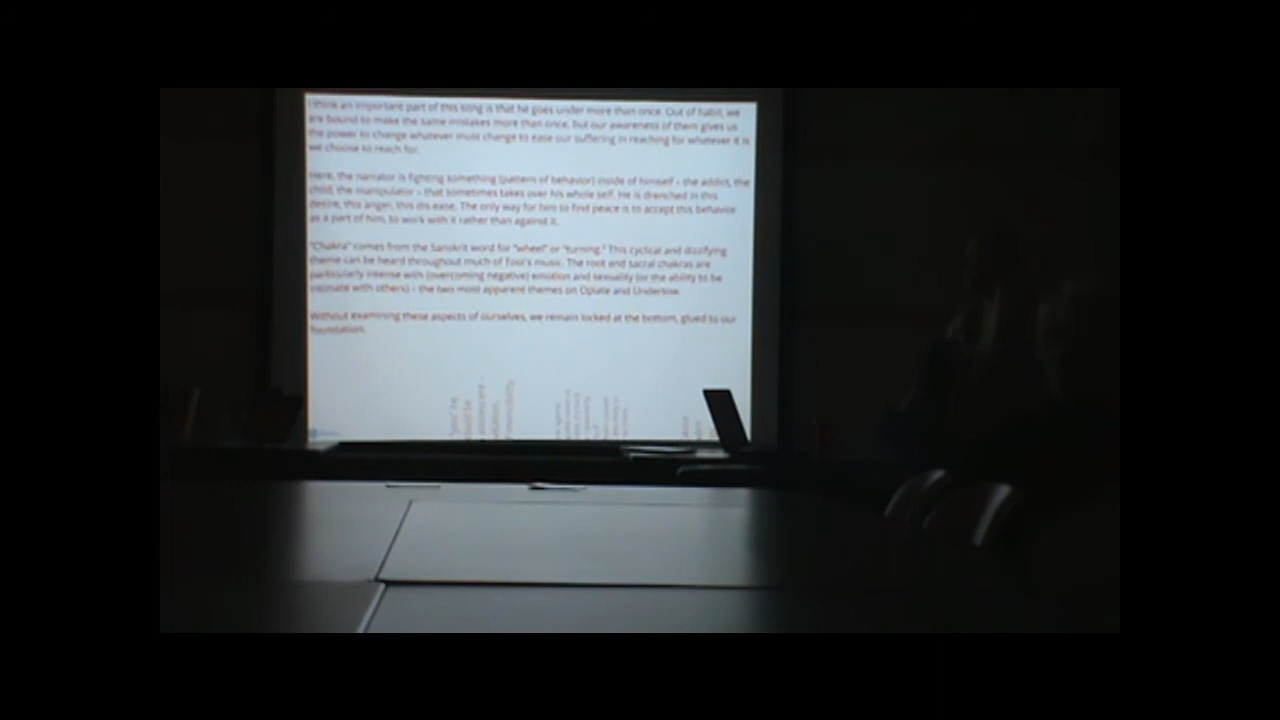 I think an important part of this song is that he goes under more than once. Out of habit, we
are bound to make the same mistakes more than once, but our awareness of them gives us
the power to change whatever must change to ease our suffering in reaching for whatever it is
we choose to reach for.
Here, the narrator is fighting something (pattern of behavior) inside of himself – the addict, the
child, the manipulator – that sometimes takes over his whole self. He is drenched in this
desire, this anger, this dis-ease. The only way for him to find peace is to accept this behavior
as a part of him, to work with it rather than against it.
"Chakra" comes from the Sanskrit word for "wheel" or "turning." This cyclical and dizzifying
theme can be heard throughout much of Tool's music. The root and sacral chakras are
particularly intense with (overcoming negative) emotion and sexuality (or the ability to be
intimate with others) – the two most apparent themes on Opiate and Undertow.
Without examining these aspects of ourselves, we remain locked at the bottom, glued to our
foundation.
"you" he